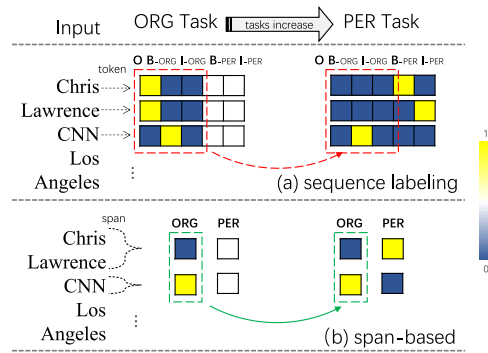 Input ORG Task tasks increase PER Task
O B-ORG I-ORG B-PER I-PER O B-ORG I-ORG B-PER I-PER
token
Chris
Lawrence
CNN
Los
Angeles
⋮
(a) sequence labeling
1
0
span
ORG PER ORG PER
Chris
Lawrence
CNN
Los
Angeles
⋮
(b) span-based